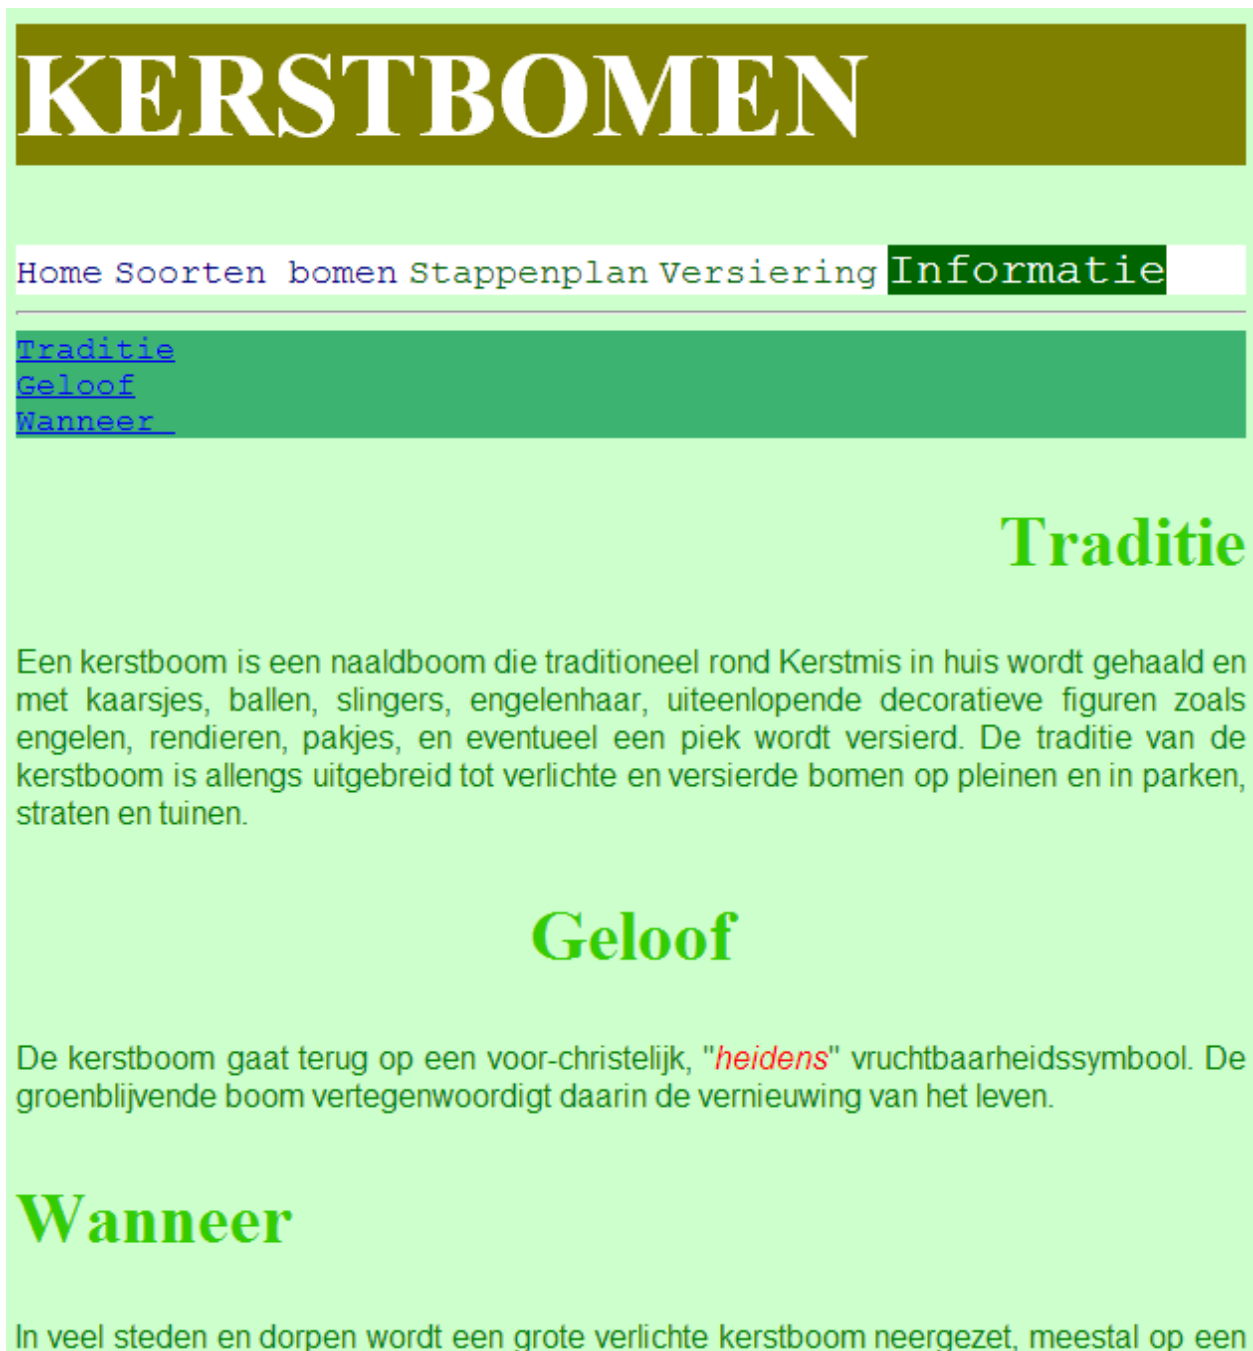 KERSTBOMEN
Home Soorten bomen Stappenplan Versiering Informatie
Traditie
Geloof
Wanneer
Traditie
Een kerstboom is een naaldboom die traditioneel rond Kerstmis in huis wordt gehaald en
met kaarsjes, ballen, slingers, engelenhaar, uiteenlopende decoratieve figuren zoals
engelen, rendieren, pakjes, en eventueel een piek wordt versierd. De traditie van de
kerstboom is allengs uitgebreid tot verlichte en versierde bomen op pleinen en in parken,
straten en tuinen.
Geloof
De kerstboom gaat terug op een voor-christelijk, "heidens" vruchtbaarheidssymbool. De
groenblijvende boom vertegenwoordigt daarin de vernieuwing van het leven.
Wanneer
In veel steden en dorpen wordt een grote verlichte kerstboom neergezet, meestal op een